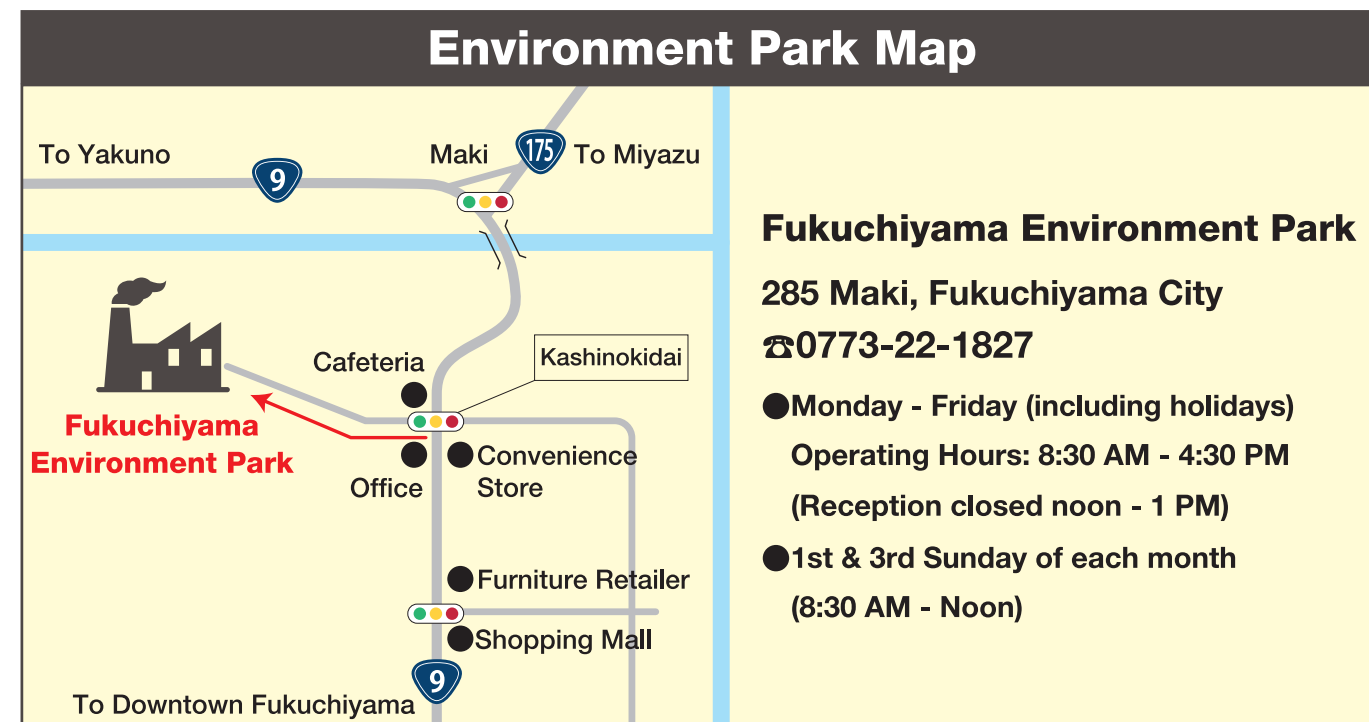 Environment Park Map
To Yakuno
9
Maki
175
To Miyazu
Cafeteria
Kashinokidai
Fukuchiyama
Environment Park
Office
Convenience
Store
Furniture Retailer
Shopping Mall
9
To Downtown Fukuchiyama
Fukuchiyama Environment Park
285 Maki, Fukuchiyama City
☎0773-22-1827
●Monday - Friday (including holidays)
Operating Hours: 8:30 AM - 4:30 PM
(Reception closed noon - 1 PM)
●1st & 3rd Sunday of each month
(8:30 AM - Noon)